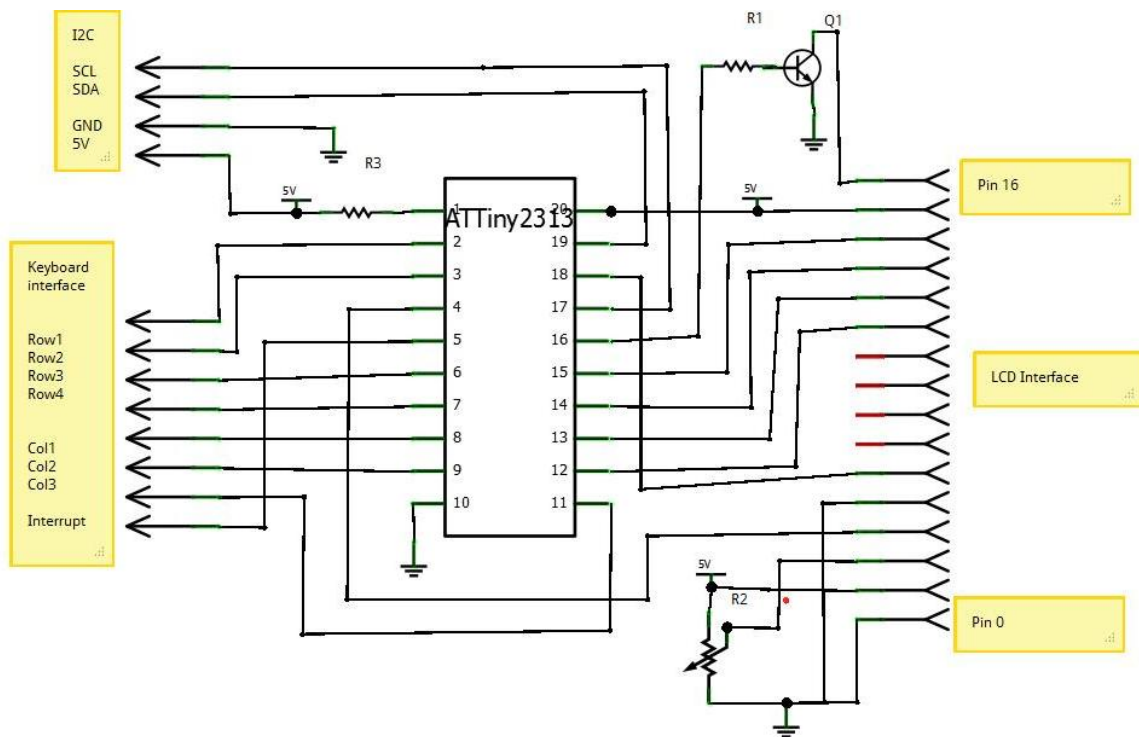 I2C
SCL
SDA
GND
5V
R1
Q1
R3
5V
5V
Pin 16
ATTiny2313
1
2
3
4
5
6
7
8
9
10
20
19
18
17
16
15
14
13
12
11
Keyboard
interface
Row1
Row2
Row3
Row4
Col1
Col2
Col3
Interrupt
LCD Interface
5V
R2
Pin 0